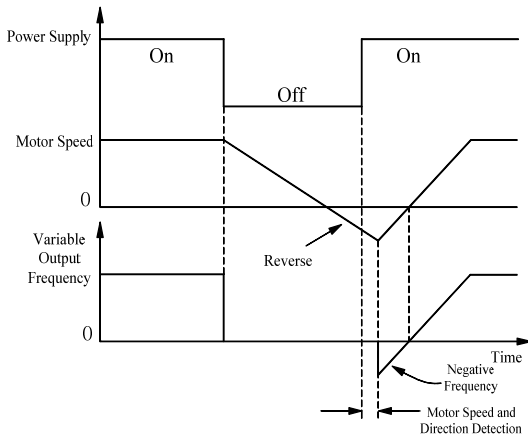 Power Supply
On
On
Off
Motor Speed
0
Variable
Output
Frequency
Reverse
0
Time
Negative
Frequency
Motor Speed and
Direction Detection